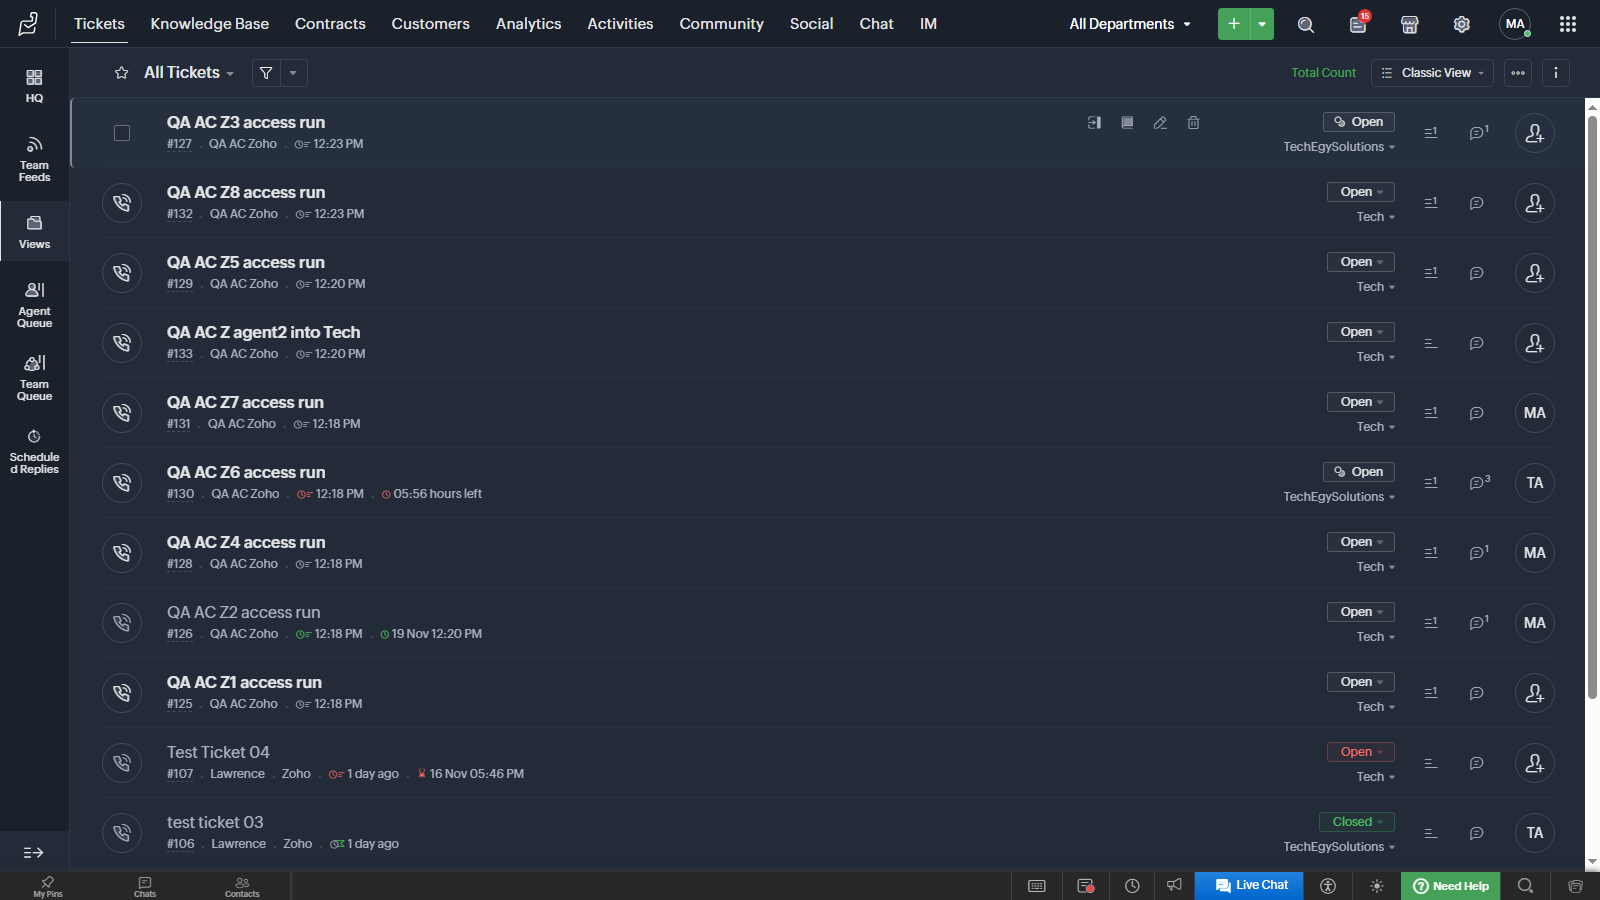 Tickets Knowledge Base Contracts Customers Analytics Activities Community Social Chat IM All Departments 15 MA
HQ
Team
Feeds
Views
Agent
Queue
Team
Queue
Schedule
d Replies
All Tickets Total Count Classic View
QA AC Z3 access run Open
#127 . QA AC Zoho . 12:23 PM TechEgySolutions 1 1
QA AC Z8 access run Open
#132 . QA AC Zoho . 12:23 PM Tech 1
QA AC Z5 access run Open
#129 . QA AC Zoho . 12:20 PM Tech 1
QA AC Z agent2 into Tech Open
#133 . QA AC Zoho . 12:20 PM Tech
QA AC Z7 access run Open
#131 . QA AC Zoho . 12:18 PM Tech 1 MA
QA AC Z6 access run Open
#130 . QA AC Zoho . 12:18 PM . 05:56 hours left TechEgySolutions 1 3 TA
QA AC Z4 access run Open
#128 . QA AC Zoho . 12:18 PM Tech 1 1 MA
QA AC Z2 access run Open
#126 . QA AC Zoho . 12:18 PM . 19 Nov 12:20 PM Tech 1 1 MA
QA AC Z1 access run Open
#125 . QA AC Zoho . 12:18 PM Tech 1
Test Ticket 04 Open
#107 . Lawrence . Zoho . 1 day ago . 16 Nov 05:46 PM Tech
test ticket 03 Closed
#106 . Lawrence . Zoho . 1 day ago TechEgySolutions TA
My Pins Chats Contacts Live Chat Need Help